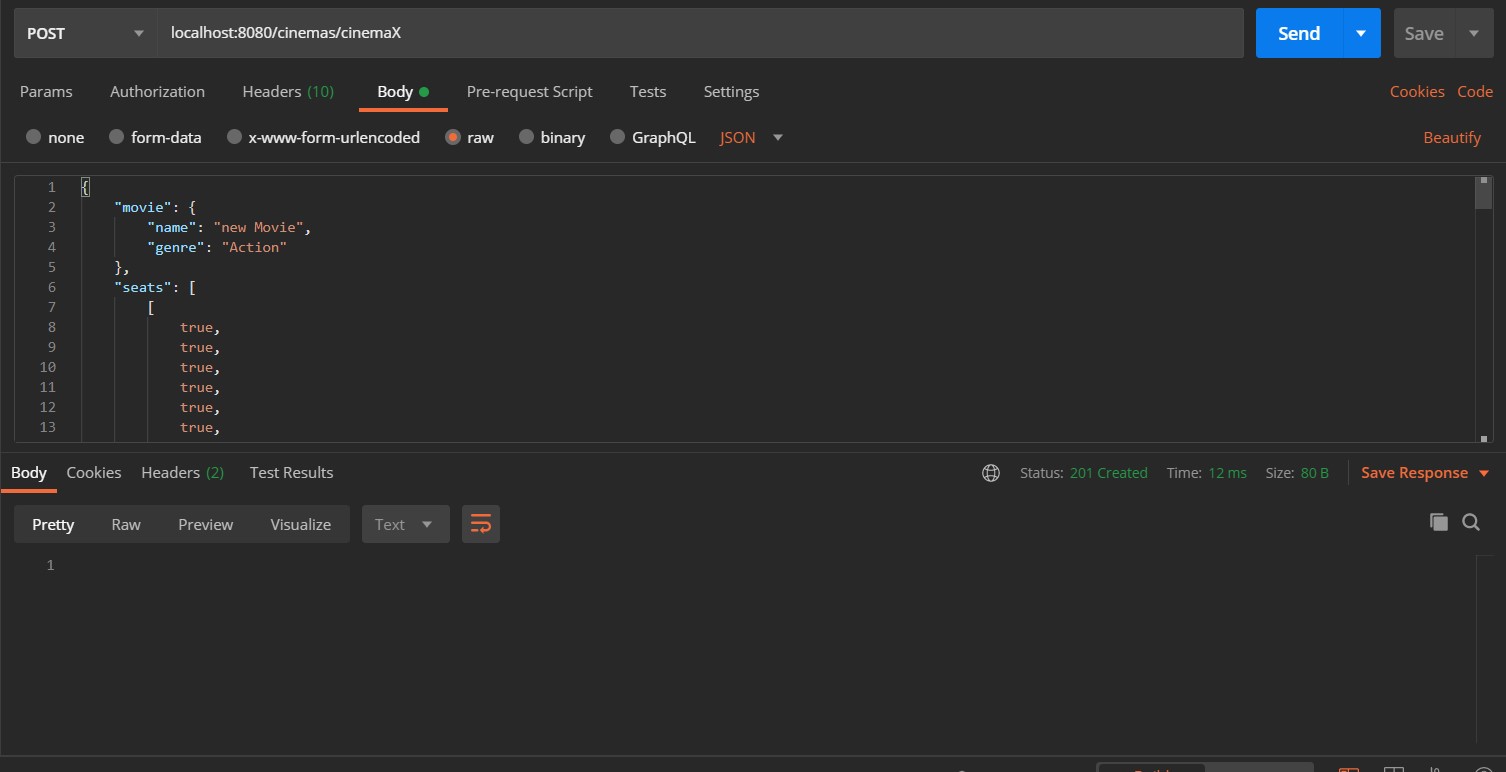 POST localhost:8080/cinemas/cinemaX Send Save
Params Authorization Headers (10) Body Pre-request Script Tests Settings Cookies Code
none form-data x-www-form-urlencoded raw binary GraphQL JSON Beautify
1 {
2 "movie": {
3 "name": "new Movie",
4 "genre": "Action"
5 },
6 "seats": [
7 [
8 true,
9 true,
10 true,
11 true,
12 true,
13 true,
Body Cookies Headers (2) Test Results Status: 201 Created Time: 12 ms Size: 80 B Save Response
Pretty Raw Preview Visualize Text
1